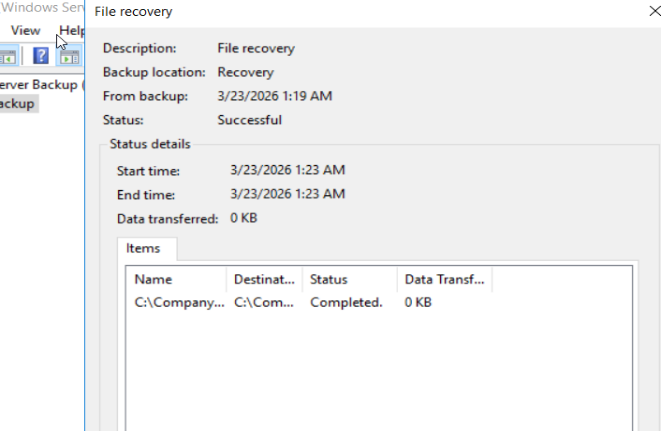 (Windows Serv
File recovery
View Help
Description: File recovery
Backup location: Recovery
erver Backup (
From backup: 3/23/2026 1:19 AM
ackup
Status: Successful
Status details
Start time: 3/23/2026 1:23 AM
End time: 3/23/2026 1:23 AM
Data transferred: 0 KB
Items
Name Destinat... Status Data Transf...
C:\Company... C:\Com... Completed. 0 KB